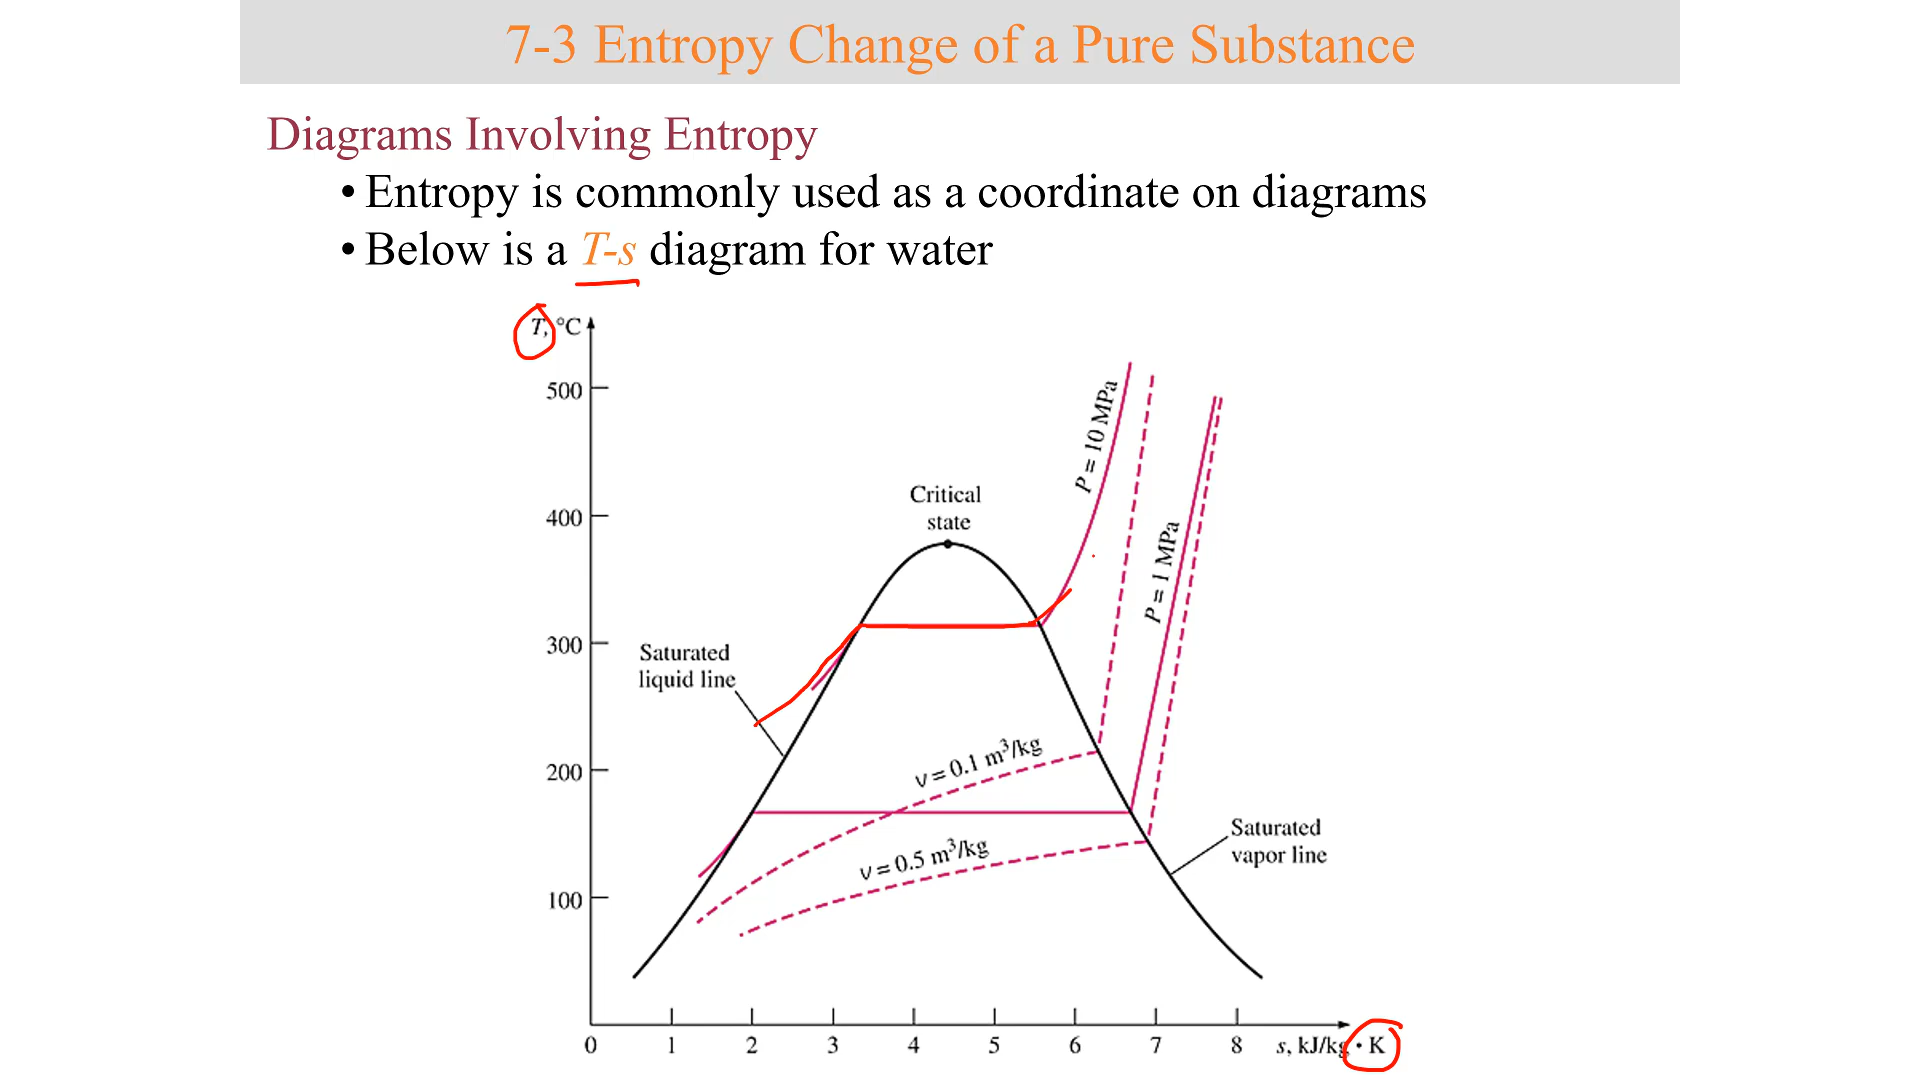 7-3 Entropy Change of a Pure Substance
Diagrams Involving Entropy
• Entropy is commonly used as a coordinate on diagrams
• Below is a T-s diagram for water
T, °C
500
400
300
200
100
Critical
state
P = 10 MPa
P = 1 MPa
Saturated
liquid line
v = 0.1 m³/kg
v = 0.5 m³/kg
Saturated
vapor line
0 1 2 3 4 5 6 7 8 s, kJ/kg • K